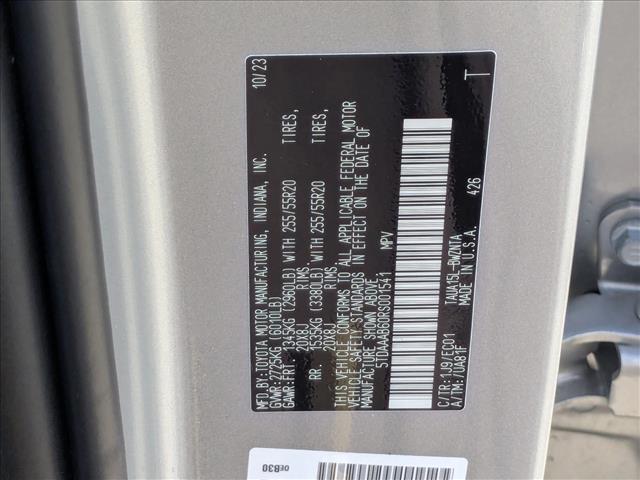 MFD.BY:TOYOTA MOTOR MANUFACTURING, INDIANA, INC. 10/23
GVWR:2725KG(6010LB)
GAWR:FRT. 1345KG (2960LB) WITH 255/55R20 TIRES,
20X8J RIMS.
RR. 1535KG (3380LB) WITH 255/55R20 TIRES,
20X8J RIMS.
THIS VEHICLE CONFORMS TO ALL APPLICABLE FEDERAL MOTOR
VEHICLE SAFETY STANDARDS IN EFFECT ON THE DATE OF
MANUFACTURE SHOWN ABOVE.
5TDAAAB60RS001541 MPV
C/TR:1J9/EC01 TAUA15L-BWZNTA 426
A/TM:/UA81F MADE IN U.S.A. T
0EB30